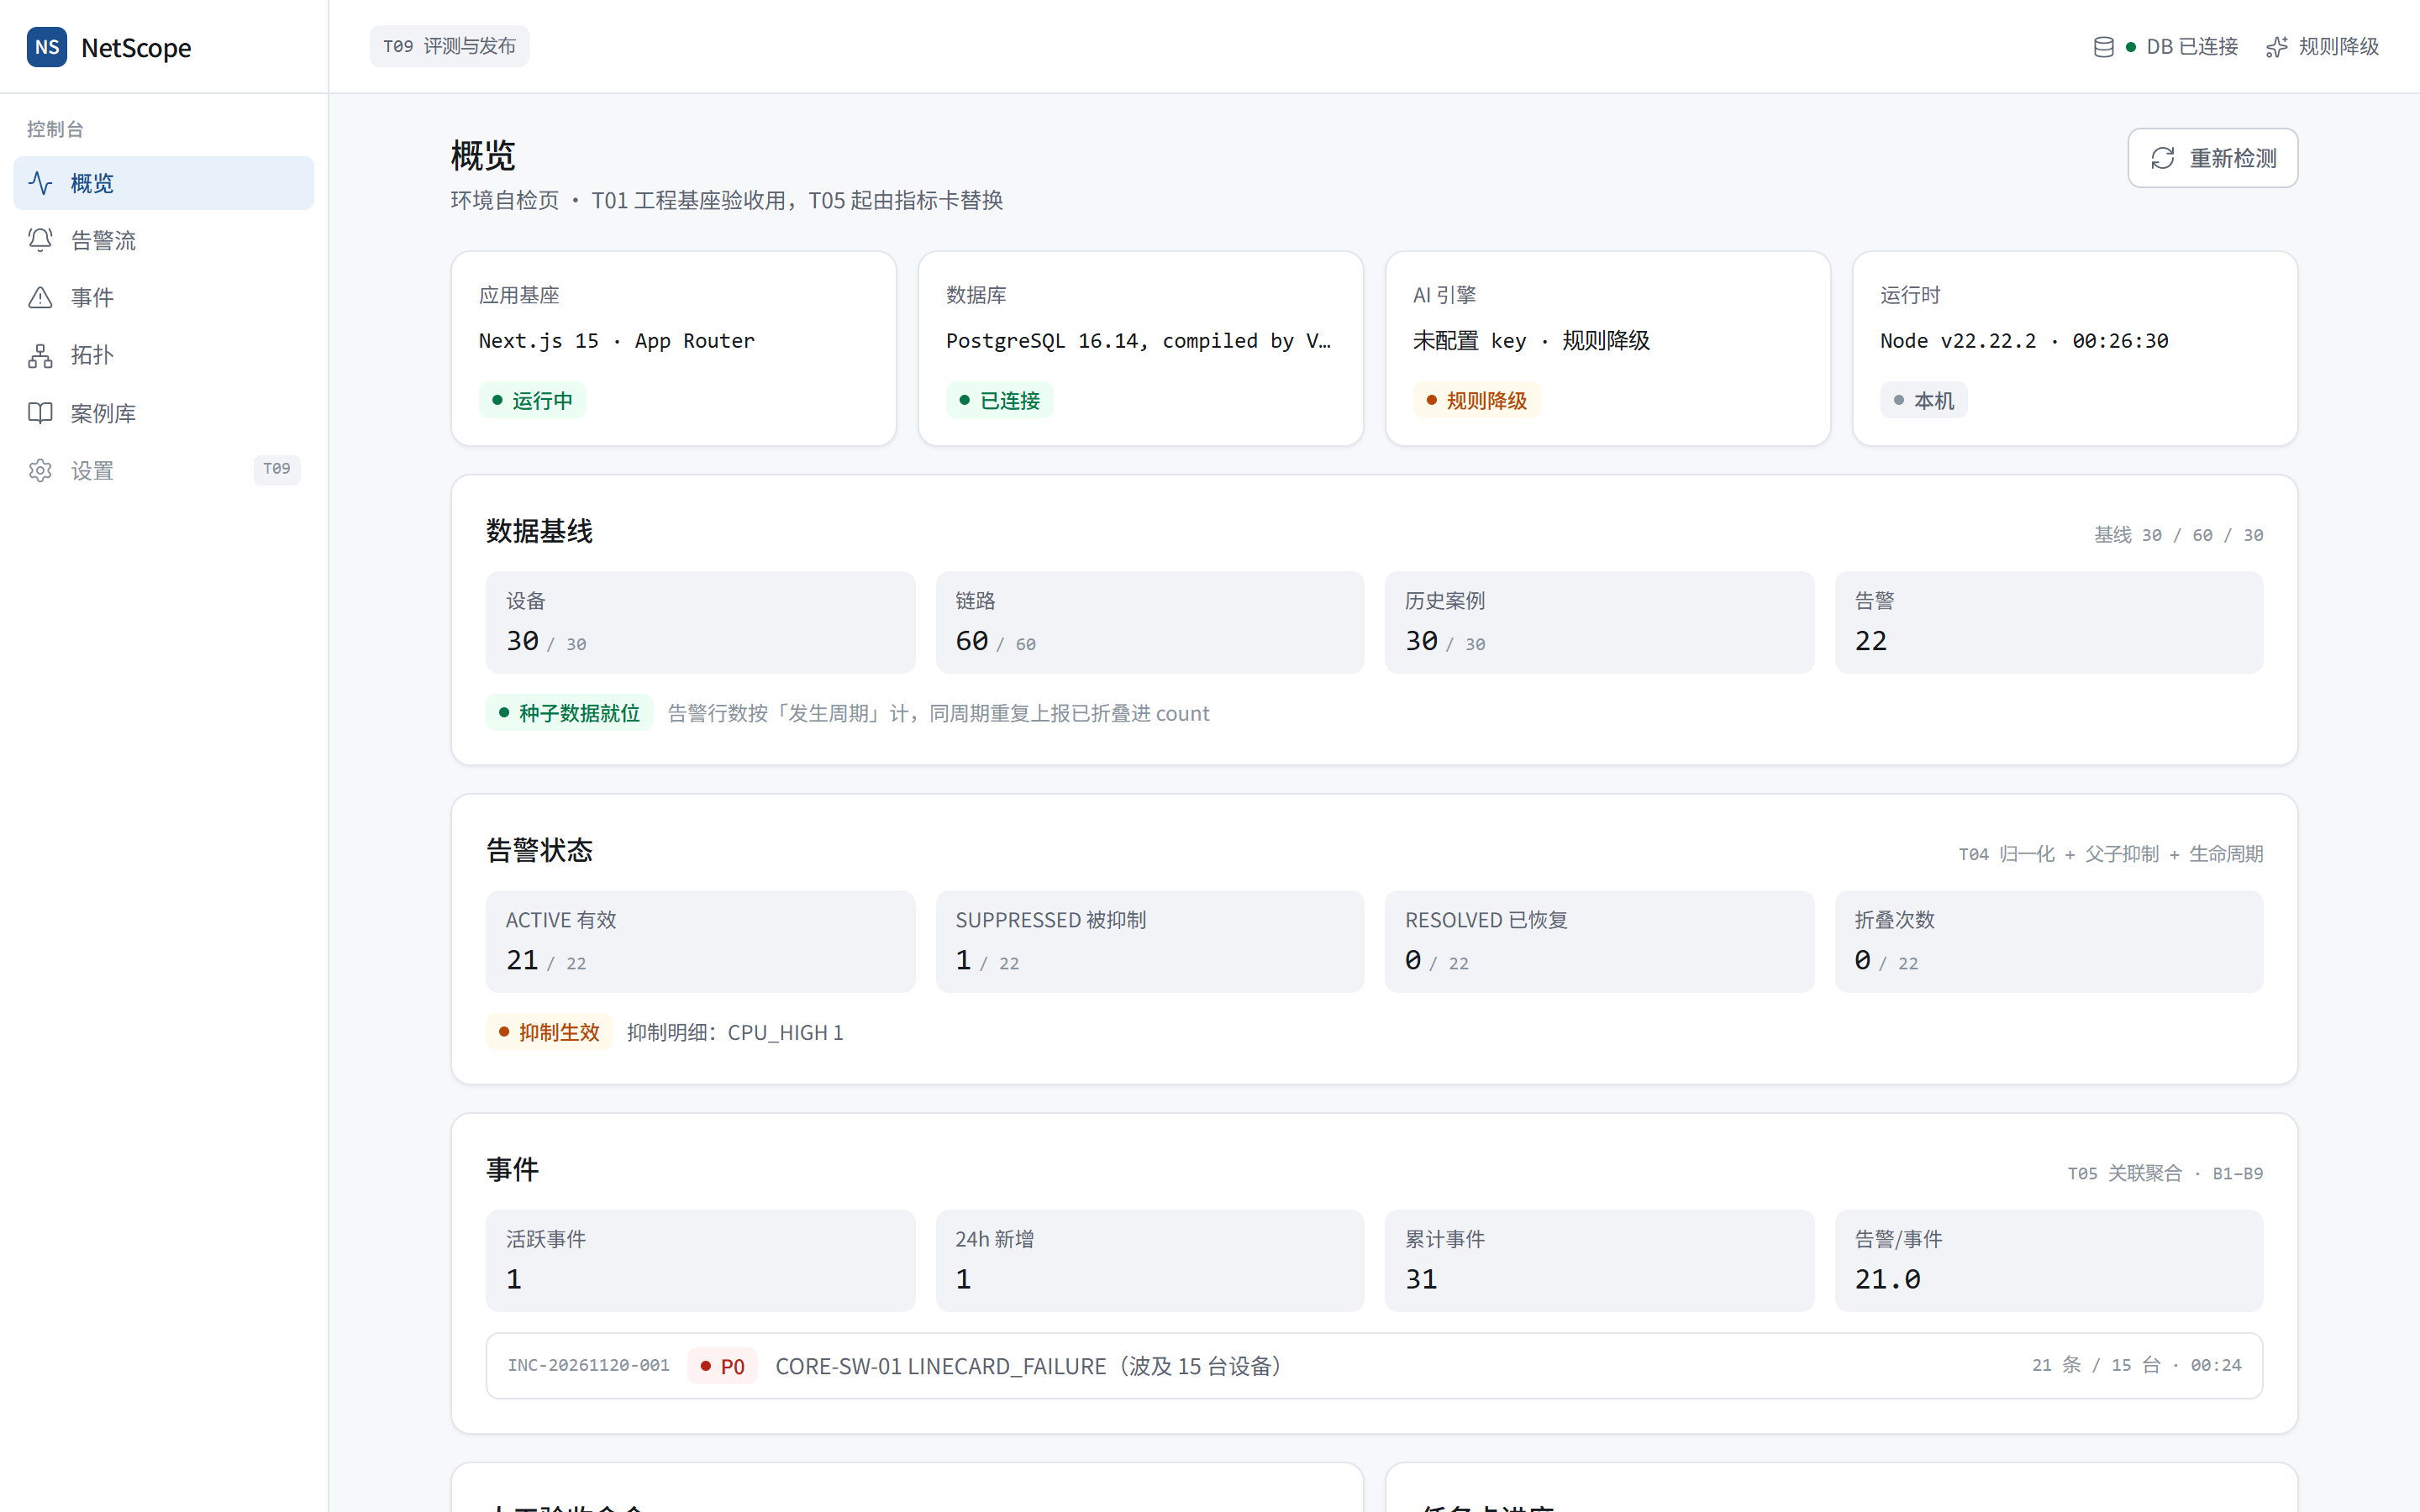 NS NetScope
T09 评测与发布
DB 已连接
规则降级
控制台
概览
告警流
事件
拓扑
案例库
设置 T09
概览
环境自检页 · T01 工程基座验收用，T05 起由指标卡替换
重新检测
应用基座
Next.js 15 · App Router
运行中
数据库
PostgreSQL 16.14, compiled by V…
已连接
AI 引擎
未配置 key · 规则降级
规则降级
运行时
Node v22.22.2 · 00:26:30
本机
数据基线
基线 30 / 60 / 30
设备
30 / 30
链路
60 / 60
历史案例
30 / 30
告警
22
种子数据就位 告警行数按「发生周期」计，同周期重复上报已折叠进 count
告警状态
T04 归一化 + 父子抑制 + 生命周期
ACTIVE 有效
21 / 22
SUPPRESSED 被抑制
1 / 22
RESOLVED 已恢复
0 / 22
折叠次数
0 / 22
抑制生效 抑制明细：CPU_HIGH 1
事件
T05 关联聚合 · B1–B9
活跃事件
1
24h 新增
1
累计事件
31
告警/事件
21.0
INC-20261120-001 P0 CORE-SW-01 LINECARD_FAILURE（波及 15 台设备） 21 条 / 15 台 · 00:24